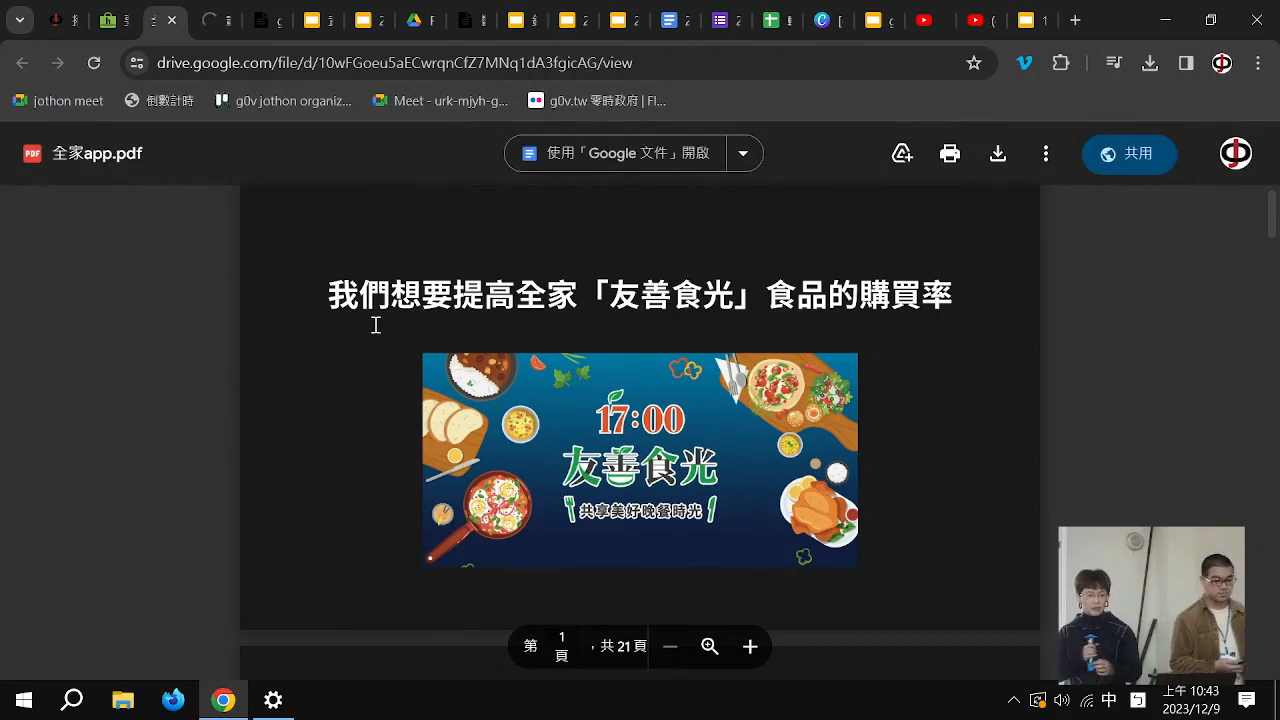 drive.google.com/file/d/10wFGoeu5aECwrqnCfZ7MNq1dA3fgicAG/view
jothon meet
倒數計時
g0v jothon organiz...
Meet - urk-mjyh-g...
g0v.tw 零時政府 | Fl...
PDF
全家app.pdf
使用「Google 文件」開啟
共用
我們想要提高全家「友善食光」食品的購買率
17:00
友善食光
共享美好晚餐時光
第 1 頁，共 21 頁
中
上午 10:43
2023/12/9